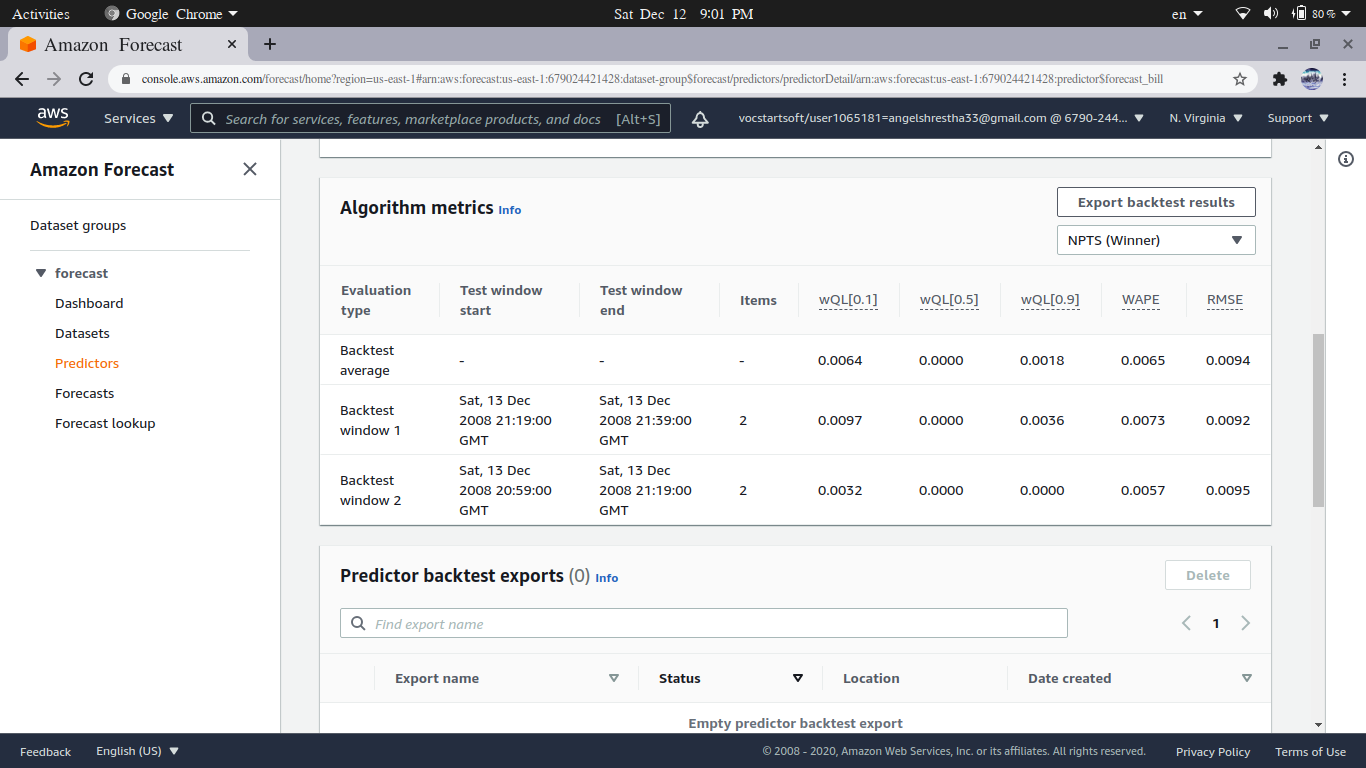 Activities
Google Chrome
Sat Dec 12 9:01 PM
en
80 %
Amazon Forecast
console.aws.amazon.com/forecast/home?region=us-east-1#arn:aws:forecast:us-east-1:679024421428:dataset-group$forecast/predictors/predictorDetail/arn:aws:forecast:us-east-1:679024421428:predictor$forecast_bill
aws
Services
Search for services, features, marketplace products, and docs [Alt+S]
vocstartsoft/user1065181=angelshrestha33@gmail.com @ 6790-244...
N. Virginia
Support
Amazon Forecast
Dataset groups
forecast
Dashboard
Datasets
Predictors
Forecasts
Forecast lookup
Algorithm metrics Info
Export backtest results
NPTS (Winner)
Evaluation type
Test window start
Test window end
Items
wQL[0.1]
wQL[0.5]
wQL[0.9]
WAPE
RMSE
Backtest average - - - 0.0064 0.0000 0.0018 0.0065 0.0094
Backtest window 1 Sat, 13 Dec 2008 21:19:00 GMT Sat, 13 Dec 2008 21:39:00 GMT 2 0.0097 0.0000 0.0036 0.0073 0.0092
Backtest window 2 Sat, 13 Dec 2008 20:59:00 GMT Sat, 13 Dec 2008 21:19:00 GMT 2 0.0032 0.0000 0.0000 0.0057 0.0095
Predictor backtest exports (0) Info
Delete
Find export name
1
Export name
Status
Location
Date created
Empty predictor backtest export
Feedback
English (US)
© 2008 - 2020, Amazon Web Services, Inc. or its affiliates. All rights reserved.
Privacy Policy
Terms of Use